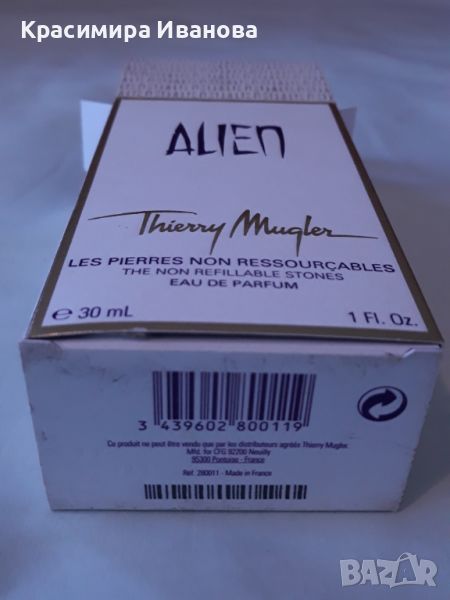 Красимира Иванова
ALIEN
Thierry Mugler
LES PIERRES NON RESSOURÇABLES
THE NON REFILLABLE STONES
EAU DE PARFUM
e 30 mL
1 Fl. Oz.
3 439602 800119
Ce produit ne peut être vendu que par les distributeurs agréés Thierry Mugler.
Mfd. for CFG 92200 Neuilly
95300 Pontoise - France
Ref. 280011 - Made in France
BAZAR